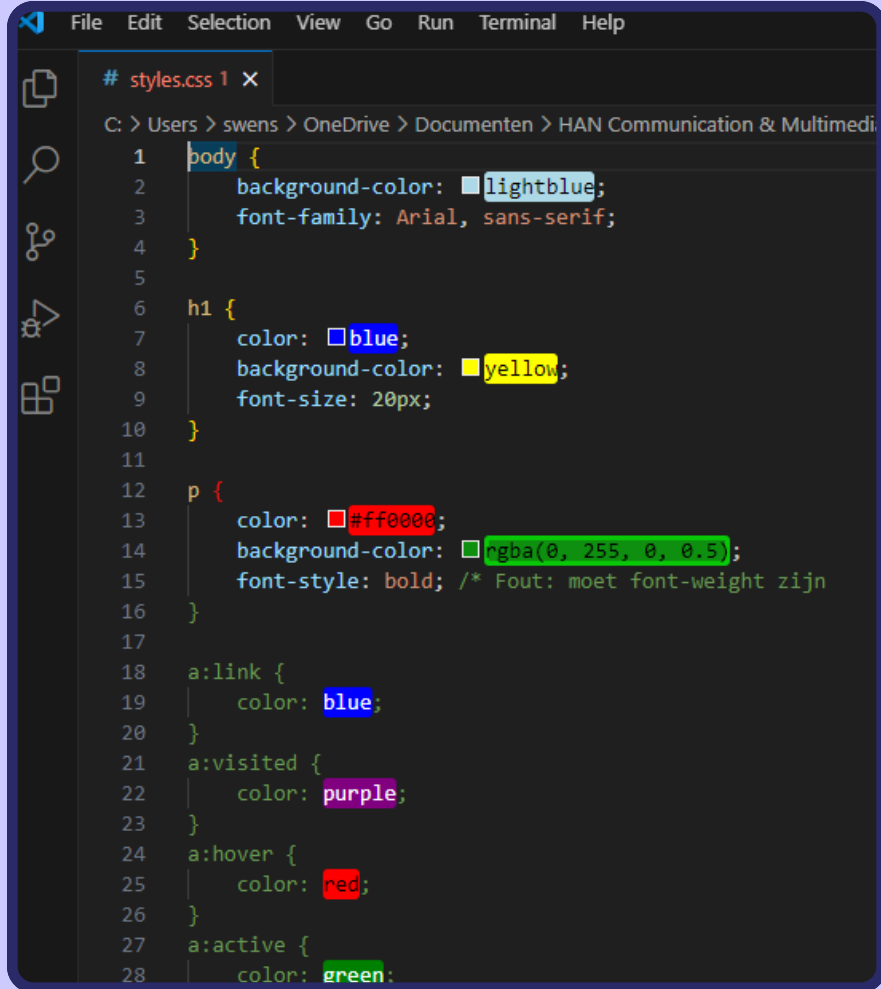 File Edit Selection View Go Run Terminal Help
# styles.css 1 ×
C: > Users > swens > OneDrive > Documenten > HAN Communication & Multimedi
1 body {
2     background-color: lightblue;
3     font-family: Arial, sans-serif;
4 }
5
6 h1 {
7     color: blue;
8     background-color: yellow;
9     font-size: 20px;
10 }
11
12 p {
13     color: #ff0000;
14     background-color: rgba(0, 255, 0, 0.5);
15     font-style: bold; /* Fout: moet font-weight zijn
16 }
17
18 a:link {
19     color: blue;
20 }
21 a:visited {
22     color: purple;
23 }
24 a:hover {
25     color: red;
26 }
27 a:active {
28     color: green;